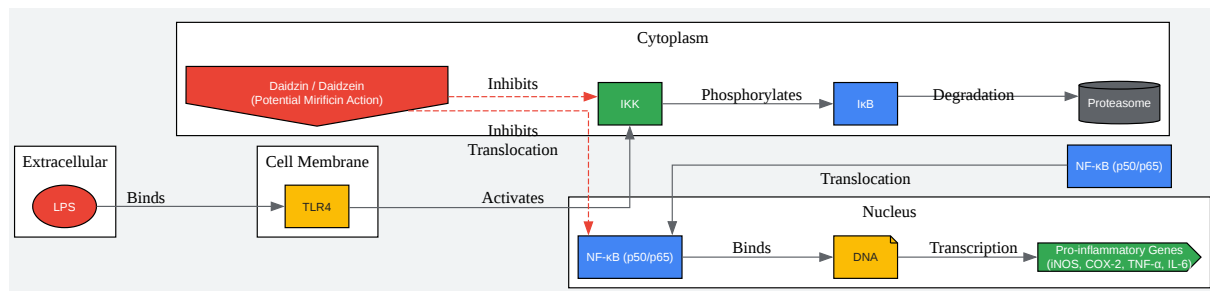 Cytoplasm
Daidzin / Daidzein
(Potential Mirificin Action)
Inhibits
IKK
Phosphorylates
IκB
Degradation
Proteasome
Inhibits
Translocation
Extracellular
LPS
Binds
Cell Membrane
TLR4
Activates
NF-κB (p50/p65)
Translocation
Nucleus
NF-κB (p50/p65)
Binds
DNA
Transcription
Pro-inflammatory Genes
(iNOS, COX-2, TNF-α, IL-6)